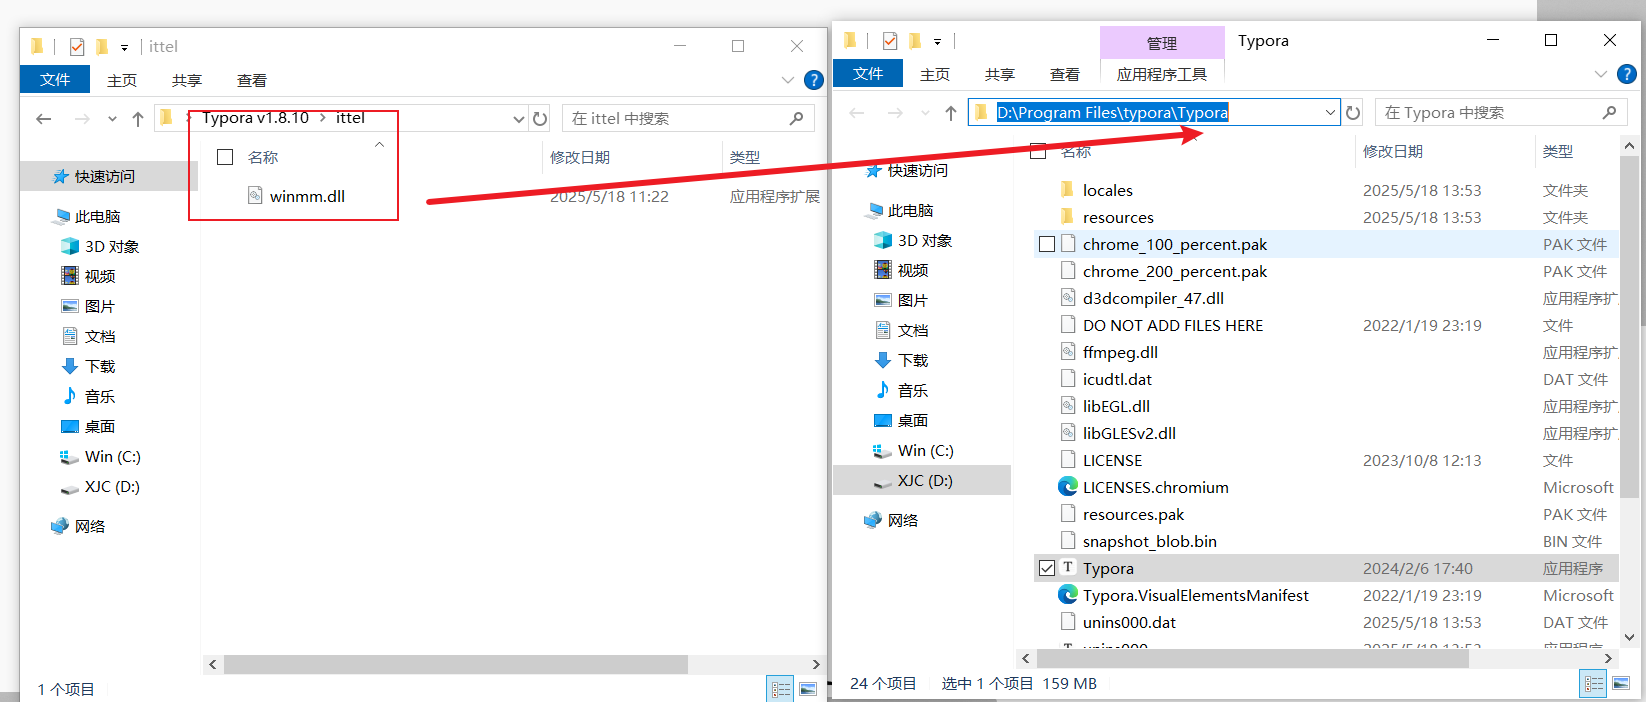 ittel
文件 主页 共享 查看
Typora v1.8.10 › ittel
在 ittel 中搜索
名称 修改日期 类型
winmm.dll 2025/5/18 11:22 应用程序扩展
快速访问
此电脑
3D 对象
视频
图片
文档
下载
音乐
桌面
Win (C:)
XJC (D:)
网络
1 个项目
管理 Typora
文件 主页 共享 查看 应用程序工具
D:\Program Files\typora\Typora
在 Typora 中搜索
名称 修改日期 类型
快速访问
此电脑
3D 对象
视频
图片
文档
下载
音乐
桌面
Win (C:)
XJC (D:)
网络
locales 2025/5/18 13:53 文件夹
resources 2025/5/18 13:53 文件夹
chrome_100_percent.pak PAK 文件
chrome_200_percent.pak PAK 文件
d3dcompiler_47.dll 应用程序扩
DO NOT ADD FILES HERE 2022/1/19 23:19 文件
ffmpeg.dll 应用程序扩
icudtl.dat DAT 文件
libEGL.dll 应用程序扩
libGLESv2.dll 应用程序扩
LICENSE 2023/10/8 12:13 文件
LICENSES.chromium Microsoft
resources.pak PAK 文件
snapshot_blob.bin BIN 文件
Typora 2024/2/6 17:40 应用程序
Typora.VisualElementsManifest 2022/1/19 23:19 Microsoft
unins000.dat 2025/5/18 13:53 DAT 文件
24 个项目 选中 1 个项目 159 MB